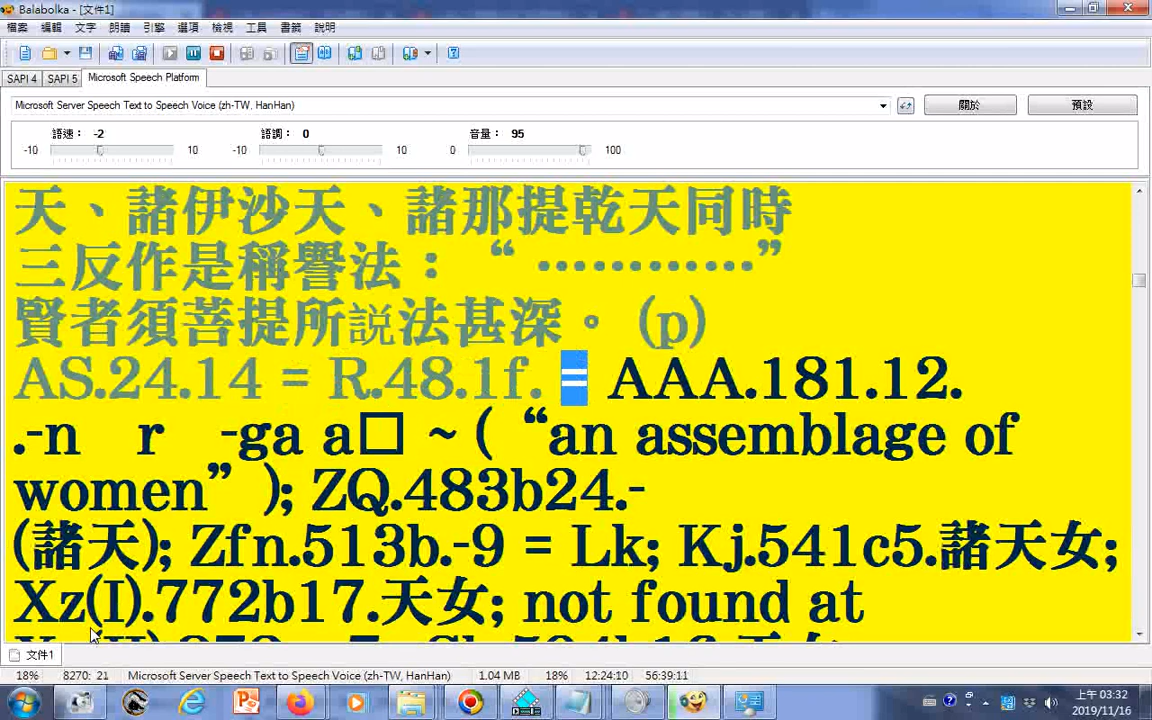 Balabolka - [文件1]
檔案 編輯 文字 朗讀 引擎 選項 檢視 工具 書籤 說明
SAPI 4 SAPI 5 Microsoft Speech Platform
Microsoft Server Speech Text to Speech Voice (zh-TW, HanHan) 關於 預設
語速： -2 語調： 0 音量： 95
-10 10 -10 10 0 100
天、諸伊沙天、諸那提乾天同時
三反作是稱譽法：“…………”
賢者須菩提所説法甚深。(p)
AS.24.14 = R.48.1f. = AAA.181.12.
.-n r -ga a□ ~ ( “an assemblage of
women” ); ZQ.483b24.-
(諸天); Zfn.513b.-9 = Lk; Kj.541c5.諸天女;
Xz(I).772b17.天女; not found at
文件1
18% 8270: 21 Microsoft Server Speech Text to Speech Voice (zh-TW, HanHan) 1.04 MB 18% 12:24:10 56:39:11
上午 03:32
2019/11/16